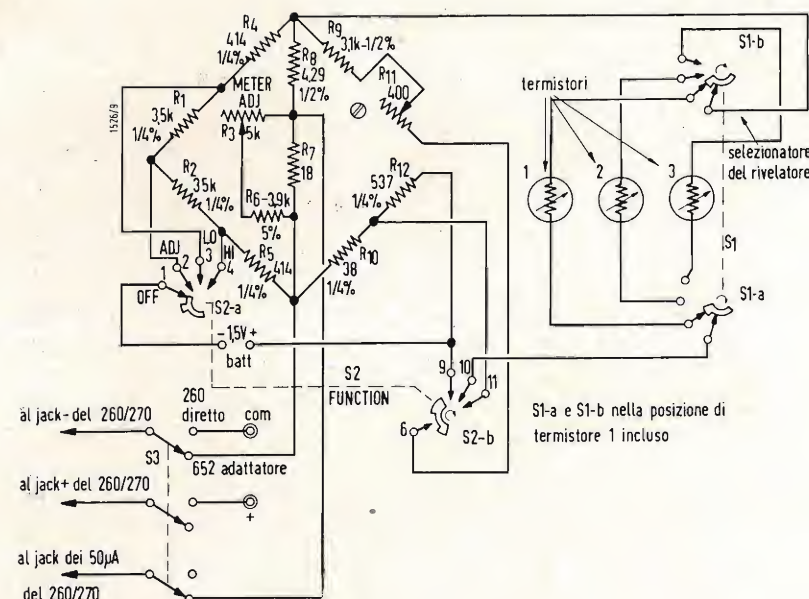 R4
414
1/4%
R9
3,1k-1/2%
R8
4,29
1/2%
R11
400
S1-b
termistori
METER
ADJ
R1
3,5k
1/4%
1526/9
R3 5k
R7
18
R2
35k
1/4%
R6-3,9k
5%
R12
537
1/4%
1
2
3
selezionatore
del rivelatore
S1
S1-a
ADJ
LO
HI
1
2
3
4
OFF
R5
414
1/4%
R10
38
1/4%
S2-a
- 1,5V +
batt
S2
FUNCTION
9
10
11
6
S2-b
S1-a e S1-b nella posizione di
termistore 1 incluso
260
diretto
com
al jack- del 260/270
S3
652 adattatore
al jack+ del 260/270
+
al jack dei 50µA
del 260/270